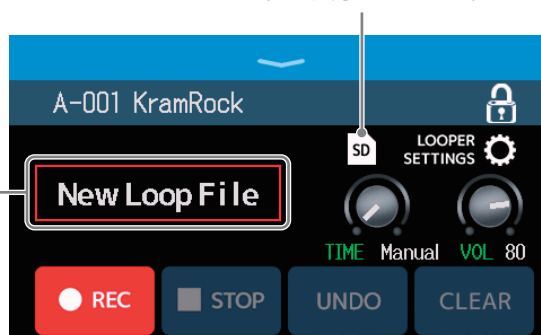 A-001 KramRock
SD
LOOPER
SETTINGS
New Loop File
TIME Manual VOL 80
REC STOP UNDO CLEAR